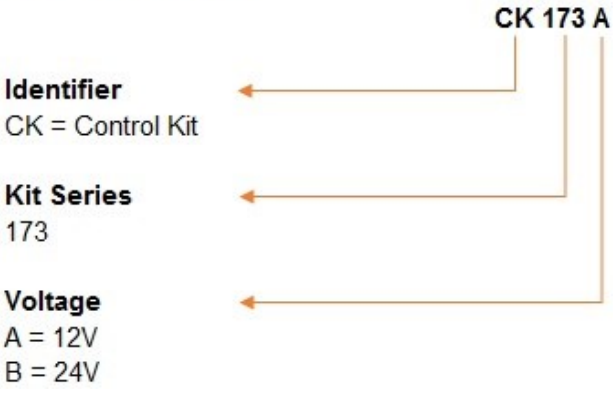 CK 173 A
Identifier
CK = Control Kit
Kit Series
173
Voltage
A = 12V
B = 24V